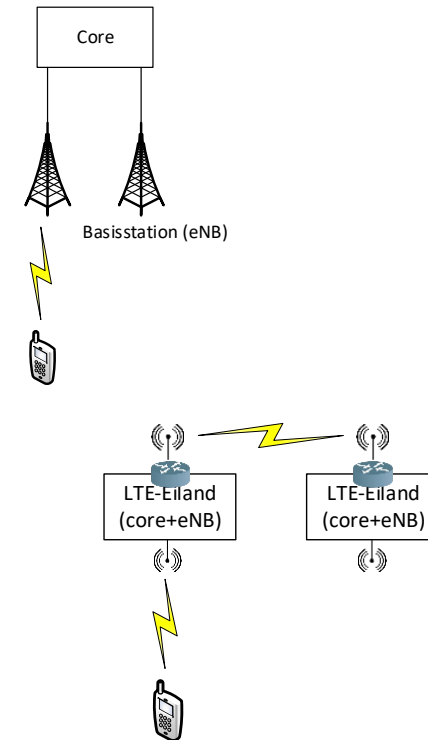 Core
Basisstation (eNB)
LTE-Eiland
(core+eNB)
LTE-Eiland
(core+eNB)